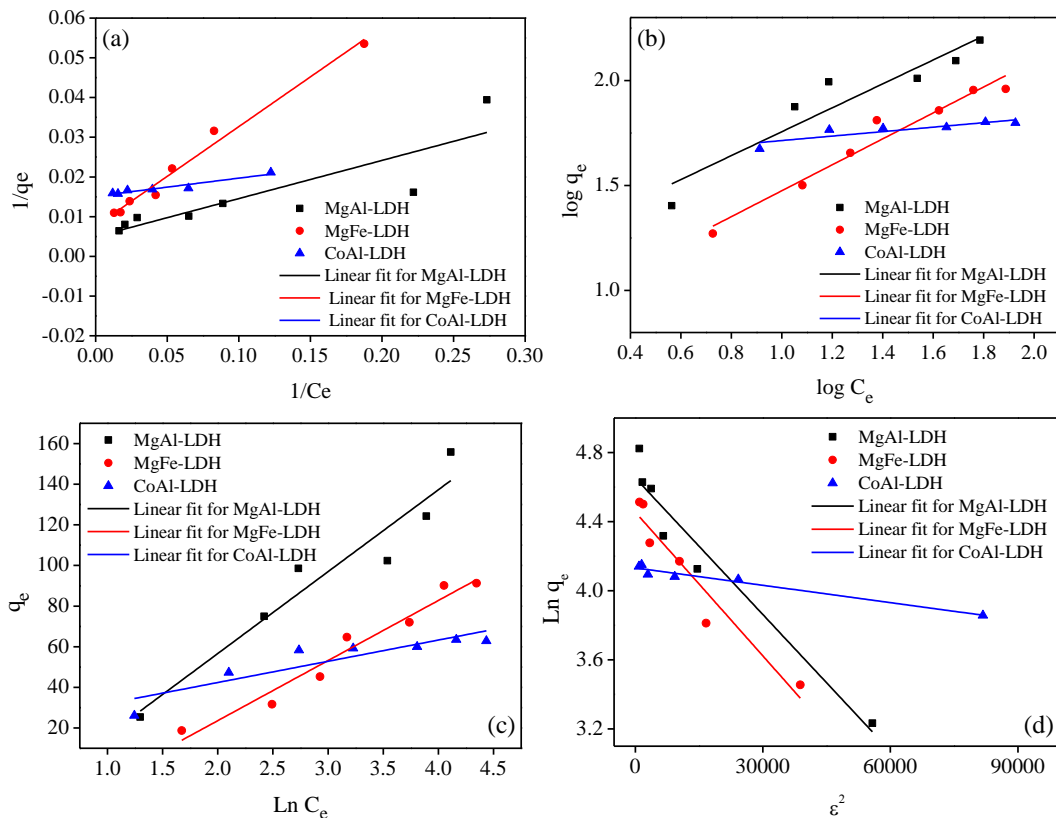 (a)
0.06
0.05
0.04
0.03
0.02
0.01
0.00
0.01
0.02
1/qe
MgAl-LDH
MgFe-LDH
CoAl-LDH
Linear fit for MgAl-LDH
Linear fit for MgFe-LDH
Linear fit for CoAl-LDH
0.00 0.05 0.10 0.15 0.20 0.25 0.30
1/Ce
(b)
2.0
1.5
1.0
log qe
MgAl-LDH
MgFe-LDH
CoAl-LDH
Linear fit for MgAl-LDH
Linear fit for MgFe-LDH
Linear fit for CoAl-LDH
0.4 0.6 0.8 1.0 1.2 1.4 1.6 1.8 2.0
log Ce
(c)
160
140
120
100
80
60
40
20
qe
MgAl-LDH
MgFe-LDH
CoAl-LDH
Linear fit for MgAl-LDH
Linear fit for MgFe-LDH
Linear fit for CoAl-LDH
1.0 1.5 2.0 2.5 3.0 3.5 4.0 4.5
Ln Ce
(d)
4.8
4.4
4.0
3.6
3.2
Ln qe
MgAl-LDH
MgFe-LDH
CoAl-LDH
Linear fit for MgAl-LDH
Linear fit for MgFe-LDH
Linear fit for CoAl-LDH
0 30000 60000 90000
ε²